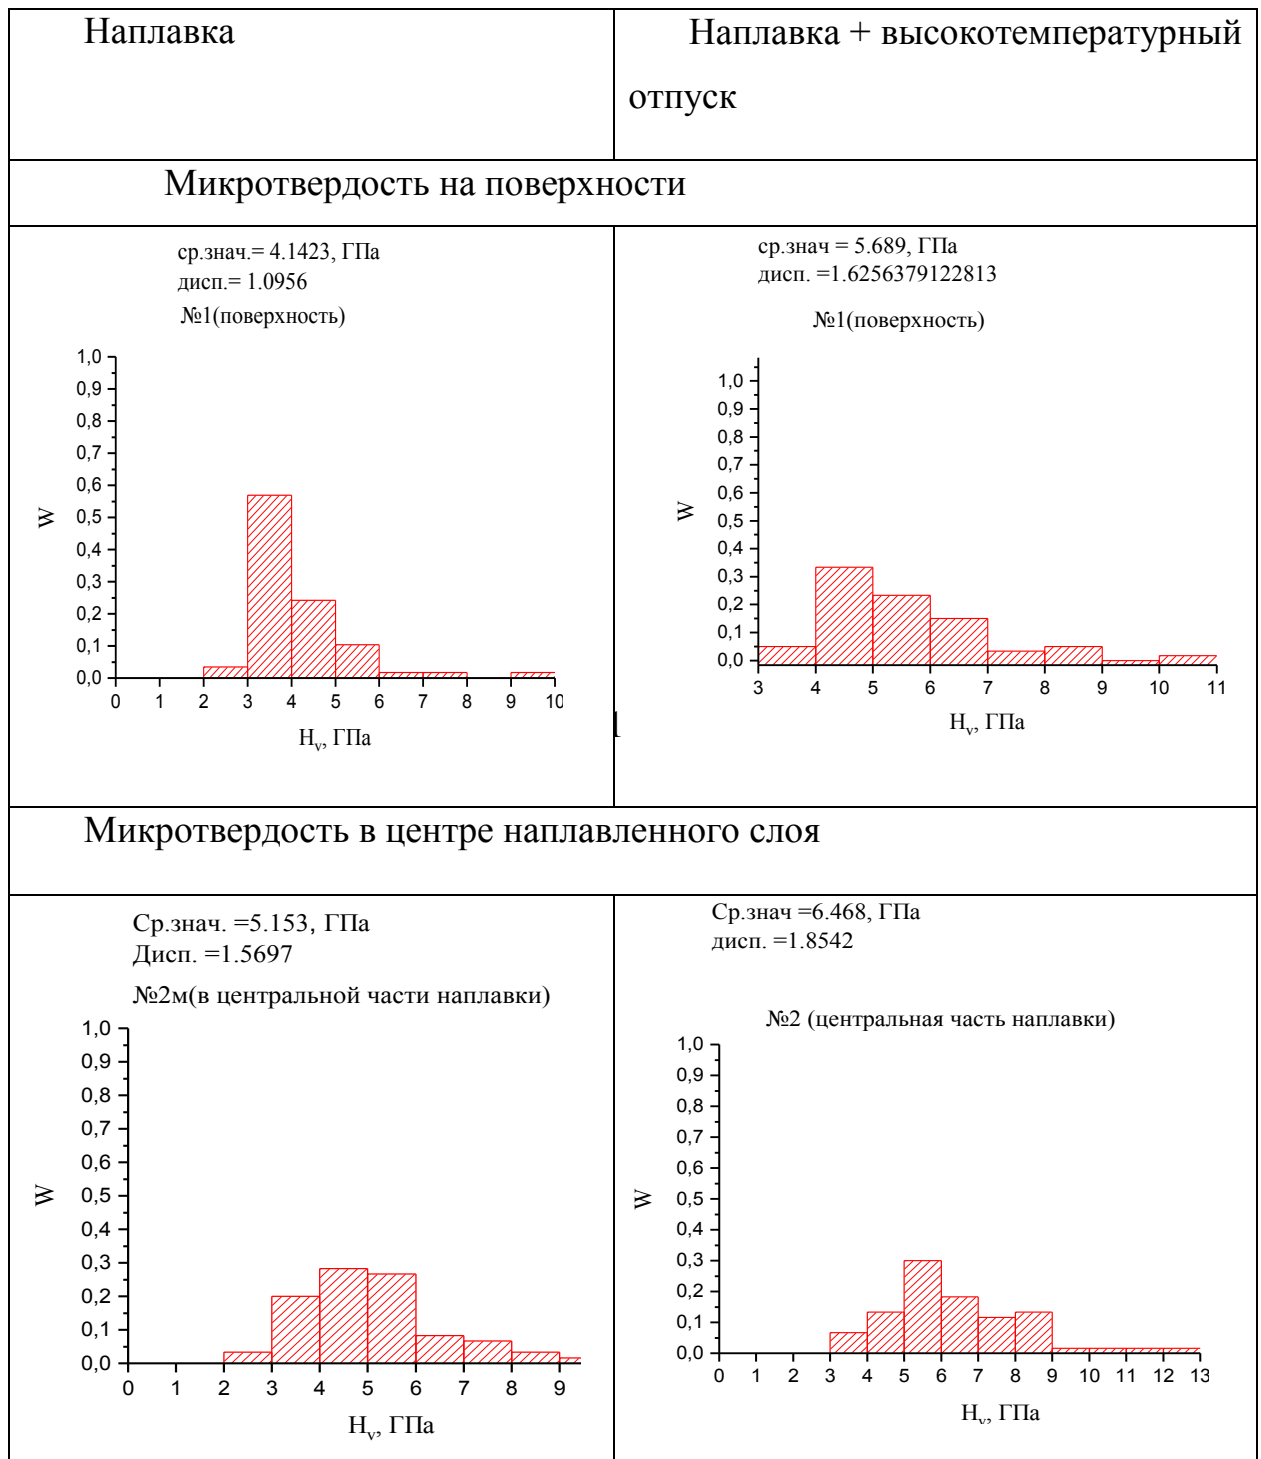 Наплавка
Наплавка + высокотемпературный
отпуск
Микротвердость на поверхности
ср.знач.= 4.1423, ГПа
дисп.= 1.0956
№1(поверхность)
1,0
0,9
0,8
0,7
0,6
0,5
0,4
0,3
0,2
0,1
0,0
W
0 1 2 3 4 5 6 7 8 9 10
Hv, ГПа
ср.знач = 5.689, ГПа
дисп. =1.6256379122813
№1(поверхность)
1,0
0,9
0,8
0,7
0,6
0,5
0,4
0,3
0,2
0,1
0,0
W
3 4 5 6 7 8 9 10 11
Hv, ГПа
Микротвердость в центре наплавленного слоя
Ср.знач. =5.153, ГПа
Дисп. =1.5697
№2м(в центральной части наплавки)
1,0
0,9
0,8
0,7
0,6
0,5
0,4
0,3
0,2
0,1
0,0
W
0 1 2 3 4 5 6 7 8 9
Hv, ГПа
Ср.знач =6.468, ГПа
дисп. =1.8542
№2 (центральная часть наплавки)
1,0
0,9
0,8
0,7
0,6
0,5
0,4
0,3
0,2
0,1
0,0
W
0 1 2 3 4 5 6 7 8 9 10 11 12 13
Hv, ГПа